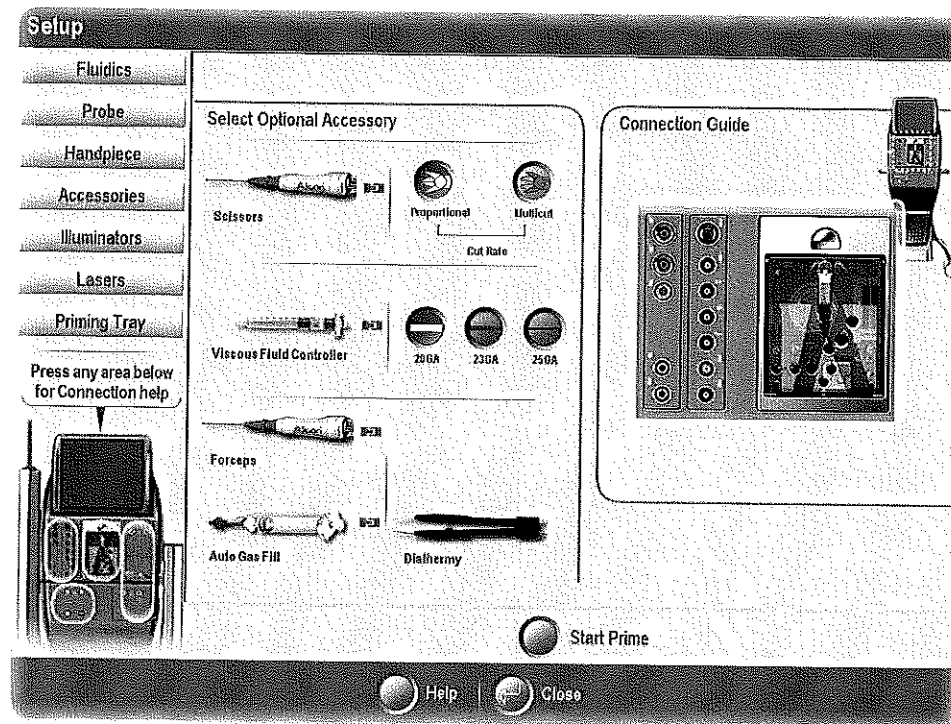 Setup
Fluidics
Probe
Handpiece
Accessories
Illuminators
Lasers
Priming Tray
Press any area below
for Connection help
Select Optional Accessory
Alcon
Scissors
Proportional
Multicut
Cut Rate
Viscous Fluid Controller
20GA
23GA
25GA
Alcon
Forceps
Auto Gas Fill
Diathermy
Connection Guide
Start Prime
Help
Close